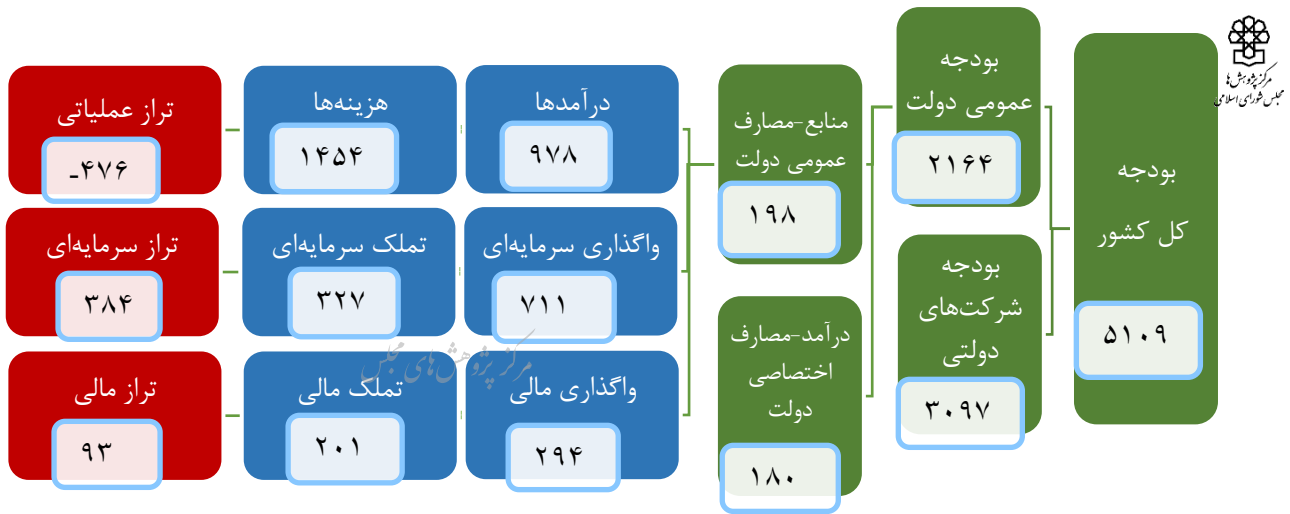 مرکز پژوهش‌ها
مجلس شورای اسلامی
بودجه
کل کشور
۵۱۰۹
بودجه
عمومی دولت
۲۱۶۴
بودجه
شرکت‌های
دولتی
۳۰۹۷
منابع-مصارف
عمومی دولت
۱۹۸
درآمد-مصارف
اختصاصی
دولت
۱۸۰
درآمدها
۹۷۸
هزینه‌ها
۱۴۵۴
تراز عملیاتی
-۴۷۶
واگذاری سرمایه‌ای
۷۱۱
تملک سرمایه‌ای
۳۲۷
تراز سرمایه‌ای
۳۸۴
واگذاری مالی
۲۹۴
تملک مالی
۲۰۱
تراز مالی
۹۳
مرکز پژوهش‌های مجلس